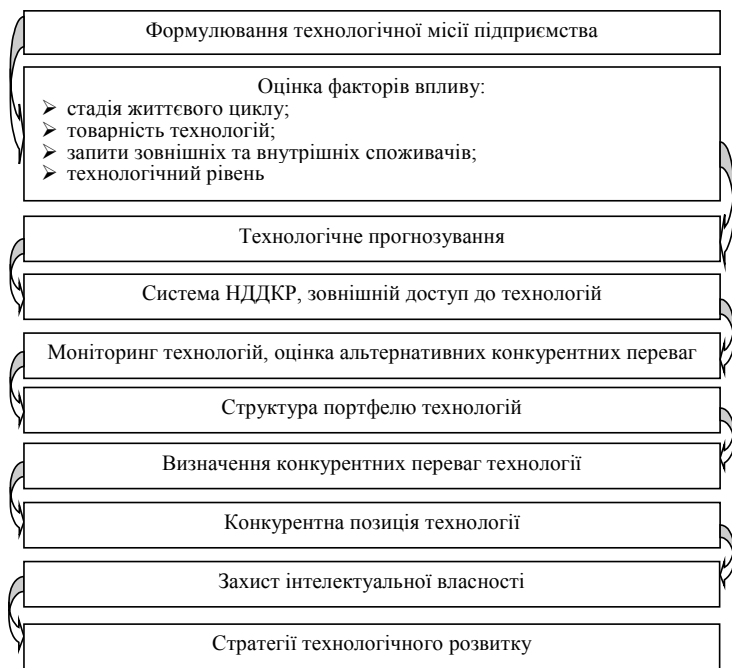 Формулювання технологічної місії підприємства
Оцінка факторів впливу:
➢ стадія життєвого циклу;
➢ товарність технологій;
➢ запити зовнішніх та внутрішніх споживачів;
➢ технологічний рівень
Технологічне прогнозування
Система НДДКР, зовнішній доступ до технологій
Моніторинг технологій, оцінка альтернативних конкурентних переваг
Структура портфелю технологій
Визначення конкурентних переваг технології
Конкурентна позиція технології
Захист інтелектуальної власності
Стратегії технологічного розвитку